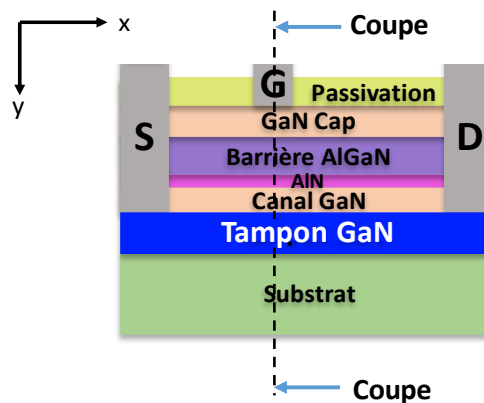 x
Coupe
y
G
Passivation
GaN Cap
S
D
Barrière AlGaN
AlN
Canal GaN
Tampon GaN
Substrat
Coupe